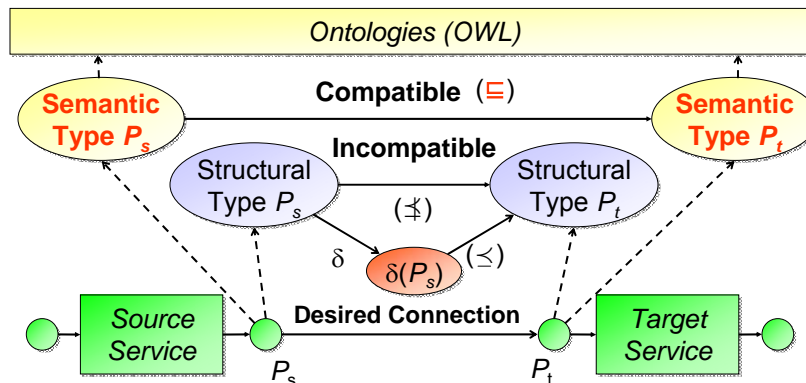 Ontologies (OWL)
Compatible (⊑)
Semantic
Type Pₛ
Semantic
Type Pₜ
Incompatible
Structural
Type Pₛ
Structural
Type Pₜ
(⋠)
δ
δ(Pₛ)
(≼)
Source
Service
Desired Connection
Target
Service
Pₛ
Pₜ